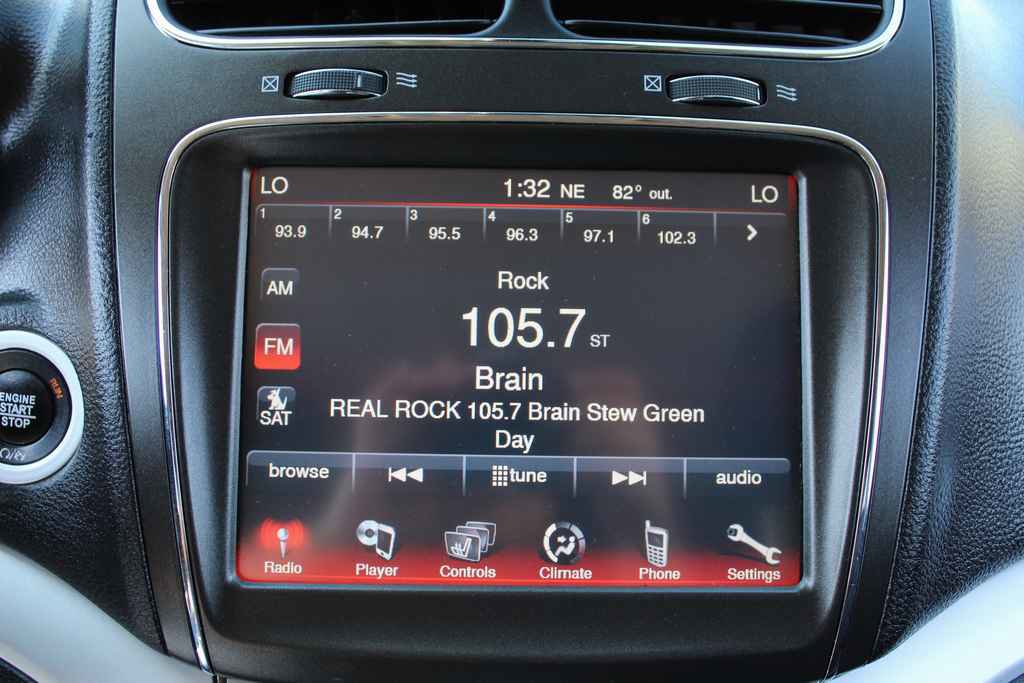 LO 1:32 NE 82° out. LO
1 93.9 2 94.7 3 95.5 4 96.3 5 97.1 6 102.3
AM
Rock
105.7 ST
FM
Brain
SAT
REAL ROCK 105.7 Brain Stew Green
Day
browse tune audio
Radio Player Controls Climate Phone Settings
ENGINE
START
STOP
RUN